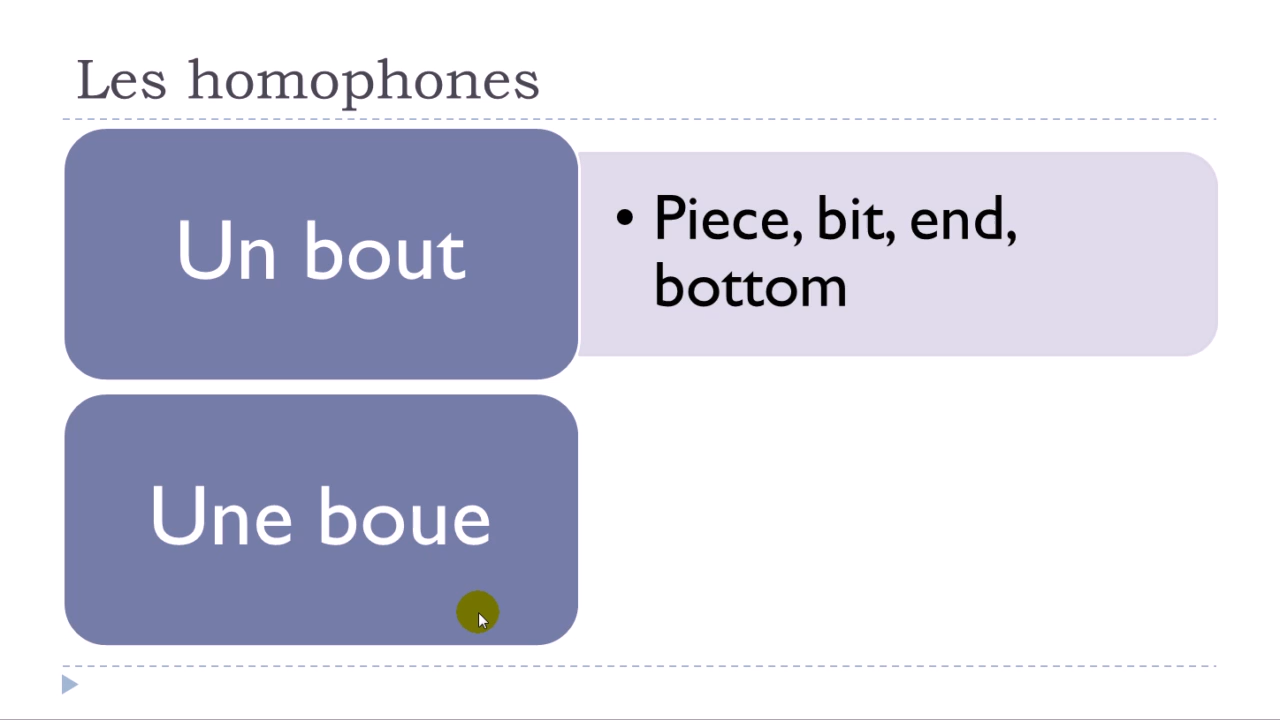 Les homophones
Un bout
• Piece, bit, end,
bottom
Une boue